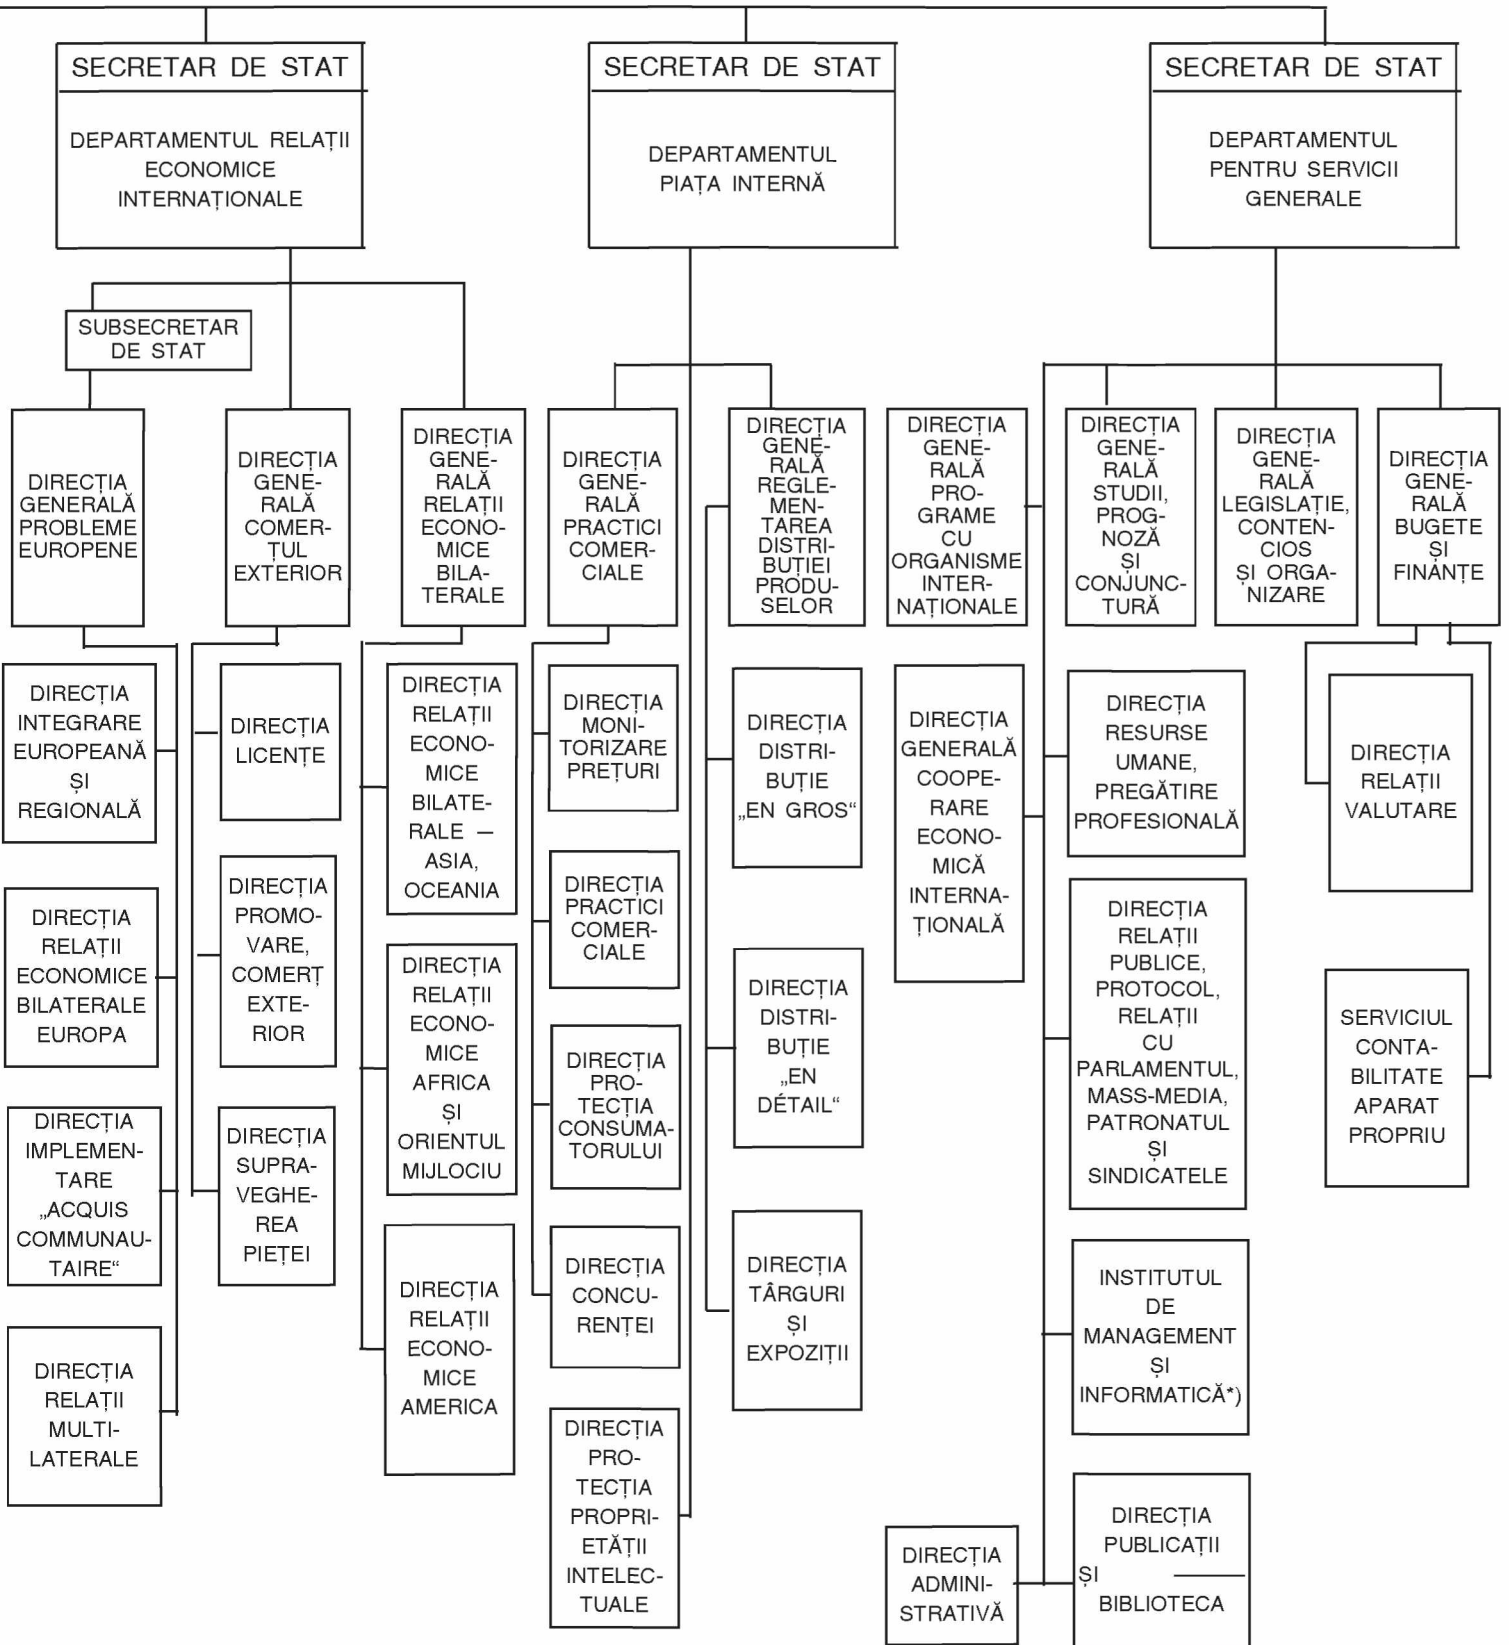 SECRETAR DE STAT
DEPARTAMENTUL RELAȚII
ECONOMICE
INTERNAȚIONALE
SECRETAR DE STAT
DEPARTAMENTUL
PIAȚA INTERNĂ
SECRETAR DE STAT
DEPARTAMENTUL
PENTRU SERVICII
GENERALE
SUBSECRETAR
DE STAT
DIRECȚIA
GENERALĂ
PROBLEME
EUROPENE
DIRECȚIA
GENE-
RALĂ
COMER-
ȚUL
EXTERIOR
DIRECȚIA
GENE-
RALĂ
RELAȚII
ECONO-
MICE
BILA-
TERALE
DIRECȚIA
GENE-
RALĂ
PRACTICI
COMER-
CIALE
DIRECȚIA
GENE-
RALĂ
REGLE-
MEN-
TAREA
DISTRI-
BUȚIEI
PRODU-
SELOR
DIRECȚIA
GENE-
RALĂ
PRO-
GRAME
CU
ORGANISME
INTER-
NAȚIONALE
DIRECȚIA
GENE-
RALĂ
STUDII,
PROG-
NOZĂ
ȘI
CONJUNC-
TURĂ
DIRECȚIA
GENE-
RALĂ
LEGISLAȚIE,
CONTEN-
CIOS
ȘI ORGA-
NIZARE
DIRECȚIA
GENE-
RALĂ
BUGETE
ȘI
FINANȚE
DIRECȚIA
INTEGRARE
EUROPEANĂ
ȘI
REGIONALĂ
DIRECȚIA
LICENȚE
DIRECȚIA
RELAȚII
ECONO-
MICE
BILATE-
RALE —
ASIA,
OCEANIA
DIRECȚIA
MONI-
TORIZARE
PREȚURI
DIRECȚIA
DISTRI-
BUȚIE
„EN GROS“
DIRECȚIA
GENERALĂ
COOPE-
RARE
ECONO-
MICĂ
INTERNA-
ȚIONALĂ
DIRECȚIA
RESURSE
UMANE,
PREGĂTIRE
PROFESIONALĂ
DIRECȚIA
RELAȚII
VALUTARE
DIRECȚIA
RELAȚII
ECONOMICE
BILATERALE
EUROPA
DIRECȚIA
PROMO-
VARE,
COMERȚ
EXTE-
RIOR
DIRECȚIA
RELAȚII
ECONO-
MICE
AFRICA
ȘI
ORIENTUL
MIJLOCIU
DIRECȚIA
PRACTICI
COMER-
CIALE
DIRECȚIA
DISTRI-
BUȚIE
„EN
DÉTAIL“
DIRECȚIA
RELAȚII
PUBLICE,
PROTOCOL,
RELAȚII
CU
PARLAMENTUL,
MASS-MEDIA,
PATRONATUL
ȘI
SINDICATELE
SERVICIUL
CONTA-
BILITATE
APARAT
PROPRIU
DIRECȚIA
IMPLEMEN-
TARE
„ACQUIS
COMMUNAU-
TAIRE“
DIRECȚIA
SUPRA-
VEGHE-
REA
PIEȚEI
DIRECȚIA
RELAȚII
ECONO-
MICE
AMERICA
DIRECȚIA
PRO-
TECȚIA
CONSUMA-
TORULUI
DIRECȚIA
TÂRGURI
ȘI
EXPOZIȚII
INSTITUTUL
DE
MANAGEMENT
ȘI
INFORMATICĂ*)
DIRECȚIA
RELAȚII
MULTI-
LATERALE
DIRECȚIA
CONCU-
RENȚEI
DIRECȚIA
PRO-
TECȚIA
PROPRI-
ETĂȚII
INTELEC-
TUALE
DIRECȚIA
ADMINI-
STRATIVĂ
DIRECȚIA
PUBLICAȚII
ȘI
BIBLIOTECA